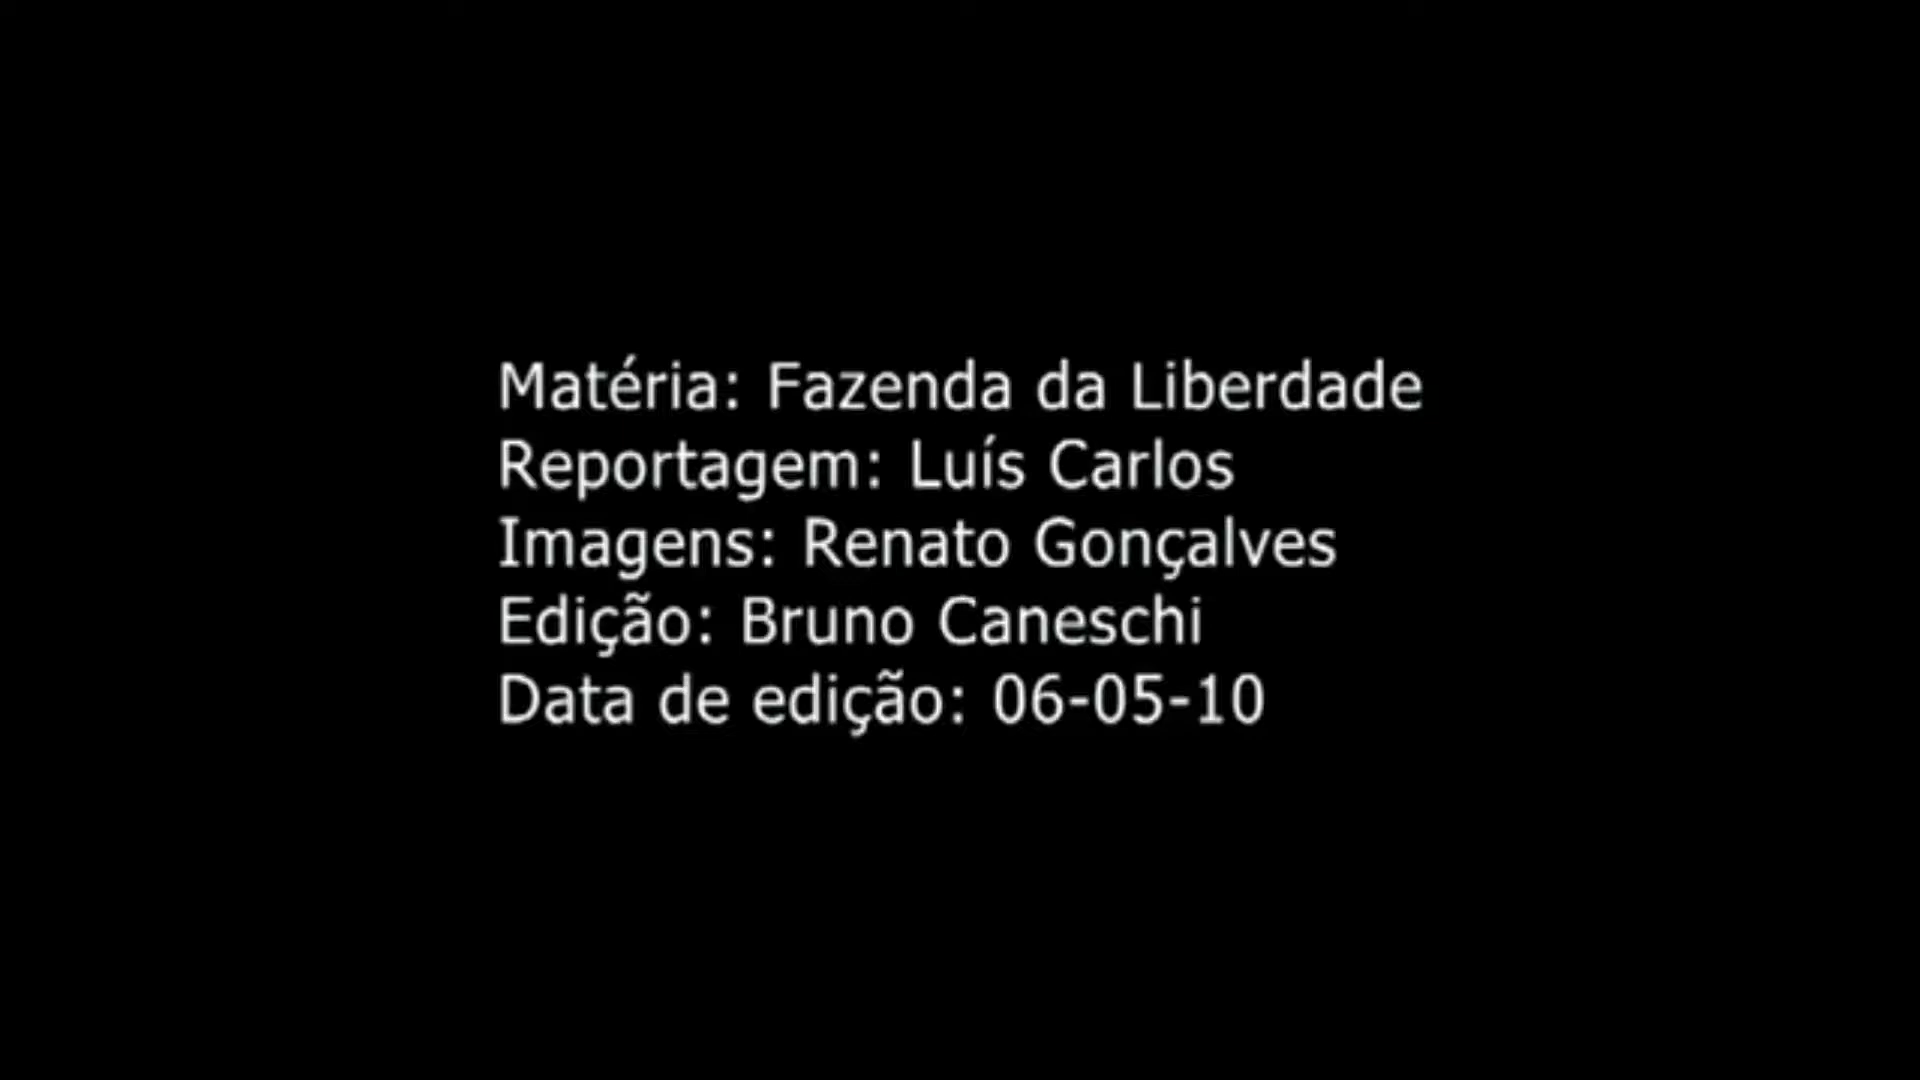 Matéria: Fazenda da Liberdade
Reportagem: Luís Carlos
Imagens: Renato Gonçalves
Edição: Bruno Caneschi
Data de edição: 06-05-10